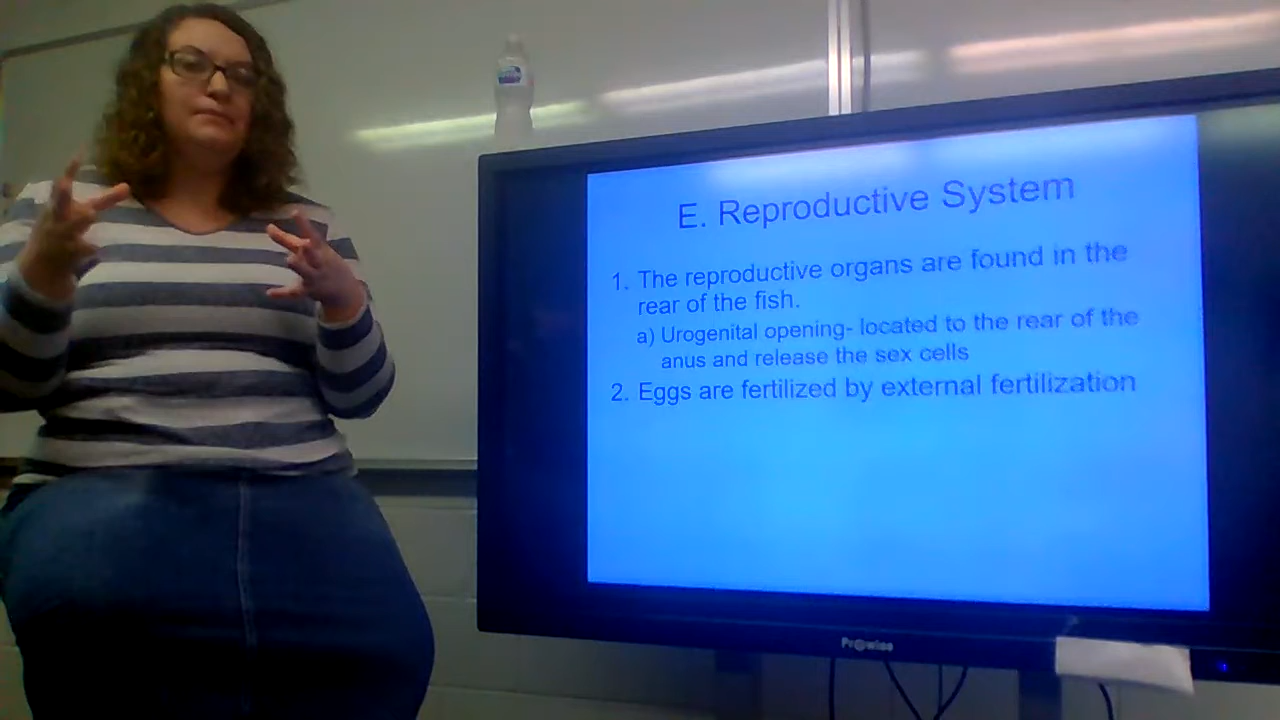 E. Reproductive System
1. The reproductive organs are found in the
rear of the fish.
a) Urogenital opening- located to the rear of the
anus and release the sex cells
2. Eggs are fertilized by external fertilization
Prowise